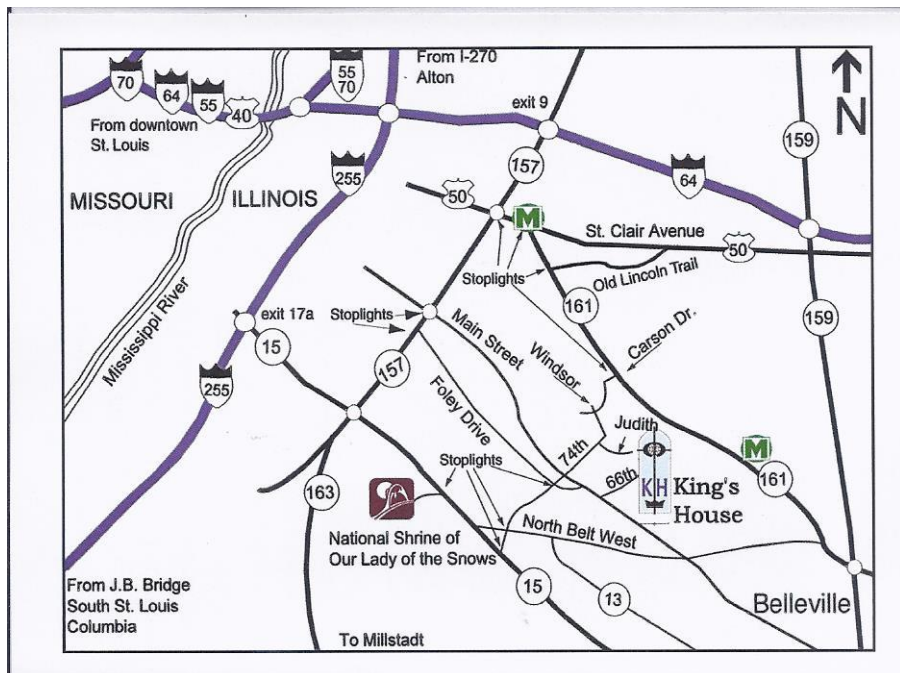 From I-270
Alton
70
64
55
40
55
70
exit 9
From downtown
St. Louis
157
159
N
255
64
MISSOURI
ILLINOIS
50
M
St. Clair Avenue
50
Old Lincoln Trail
Stoplights
161
Mississippi River
exit 17a
Stoplights
15
Main Street
Carson Dr.
159
Windsor
157
255
Foley Drive
Judith
74th
M
Stoplights
66th
161
163
KH
King's
House
North Belt West
National Shrine of
Our Lady of the Snows
From J.B. Bridge
South St. Louis
Columbia
15
13
Belleville
To Millstadt